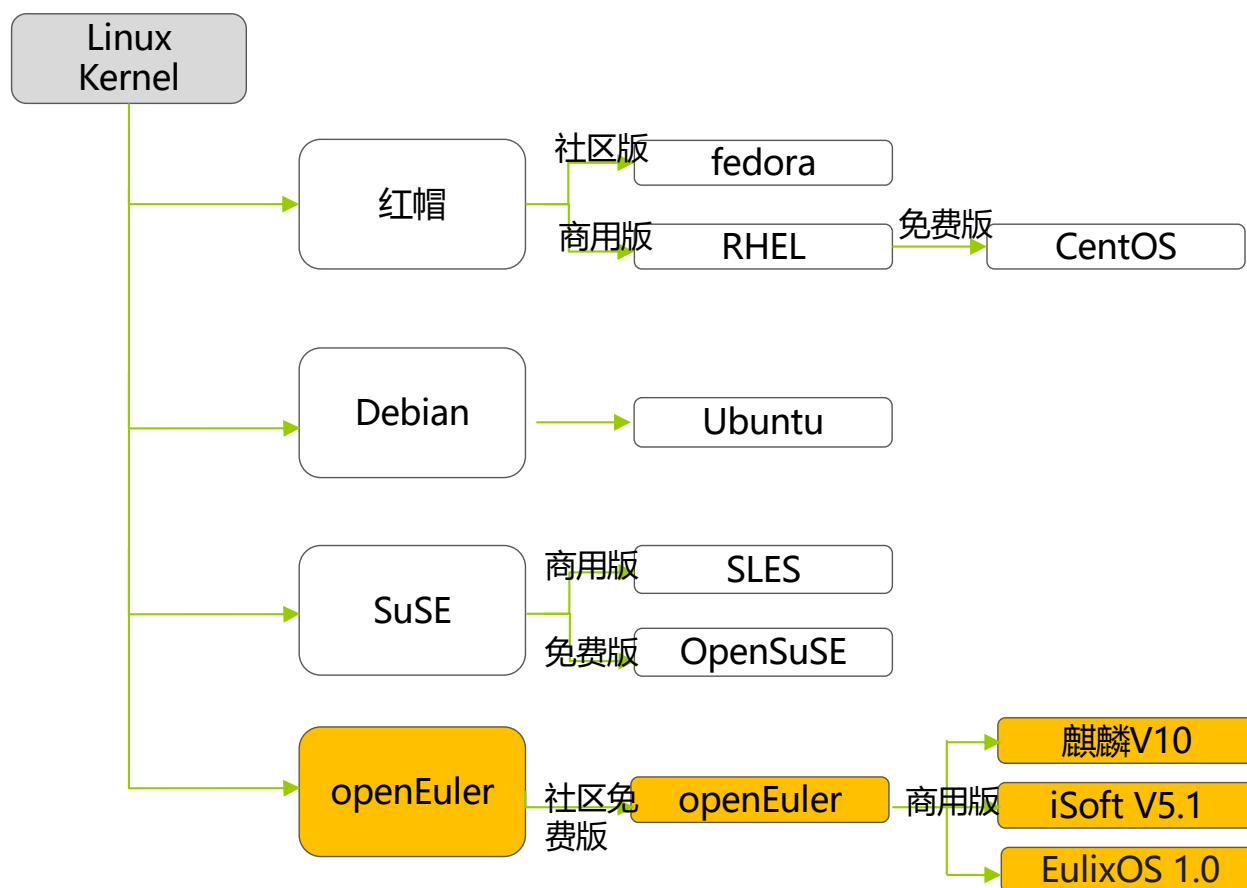 Linux
Kernel
社区版
fedora
红帽
商用版
RHEL
免费版
CentOS
Debian
Ubuntu
商用版
SLES
SuSE
免费版
OpenSuSE
麒麟V10
openEuler
社区免
费版
openEuler
商用版
iSoft V5.1
EulixOS 1.0